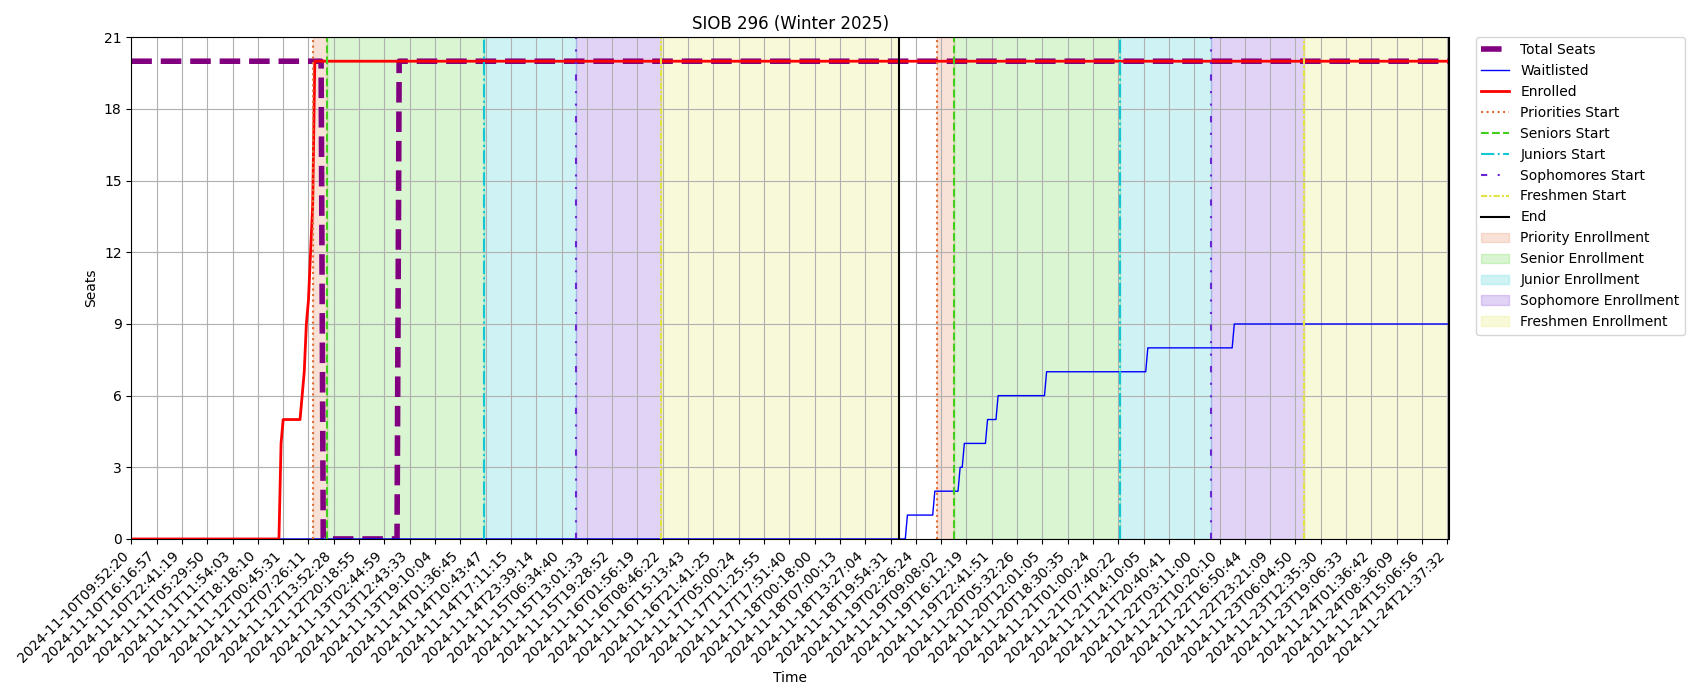 SIOB 296 (Winter 2025)
Seats
21
18
15
12
9
6
3
0
2024-11-10T09:52:20
2024-11-10T16:16:57
2024-11-10T22:41:19
2024-11-11T05:29:50
2024-11-11T11:54:03
2024-11-11T18:18:10
2024-11-12T00:45:31
2024-11-12T07:26:11
2024-11-12T13:52:28
2024-11-12T20:18:55
2024-11-13T02:44:59
2024-11-13T12:43:33
2024-11-13T19:10:04
2024-11-14T01:36:45
2024-11-14T10:43:47
2024-11-14T17:11:15
2024-11-14T23:39:14
2024-11-15T06:34:40
2024-11-15T13:01:33
2024-11-15T19:28:52
2024-11-16T01:56:19
2024-11-16T08:46:22
2024-11-16T15:13:43
2024-11-16T21:41:25
2024-11-17T05:00:24
2024-11-17T11:25:55
2024-11-17T17:51:40
2024-11-18T00:18:00
2024-11-18T07:00:13
2024-11-18T13:27:04
2024-11-18T19:54:31
2024-11-19T02:26:24
2024-11-19T09:08:02
2024-11-19T16:12:19
2024-11-19T22:41:51
2024-11-20T05:32:26
2024-11-20T12:01:05
2024-11-20T18:30:35
2024-11-21T01:00:24
2024-11-21T07:40:22
2024-11-21T14:10:05
2024-11-21T20:40:41
2024-11-22T03:11:00
2024-11-22T10:20:10
2024-11-22T16:50:44
2024-11-22T23:21:09
2024-11-23T06:04:50
2024-11-23T12:35:30
2024-11-23T19:06:33
2024-11-24T01:36:42
2024-11-24T08:36:09
2024-11-24T15:06:56
2024-11-24T21:37:32
Time
Total Seats
Waitlisted
Enrolled
Priorities Start
Seniors Start
Juniors Start
Sophomores Start
Freshmen Start
End
Priority Enrollment
Senior Enrollment
Junior Enrollment
Sophomore Enrollment
Freshmen Enrollment